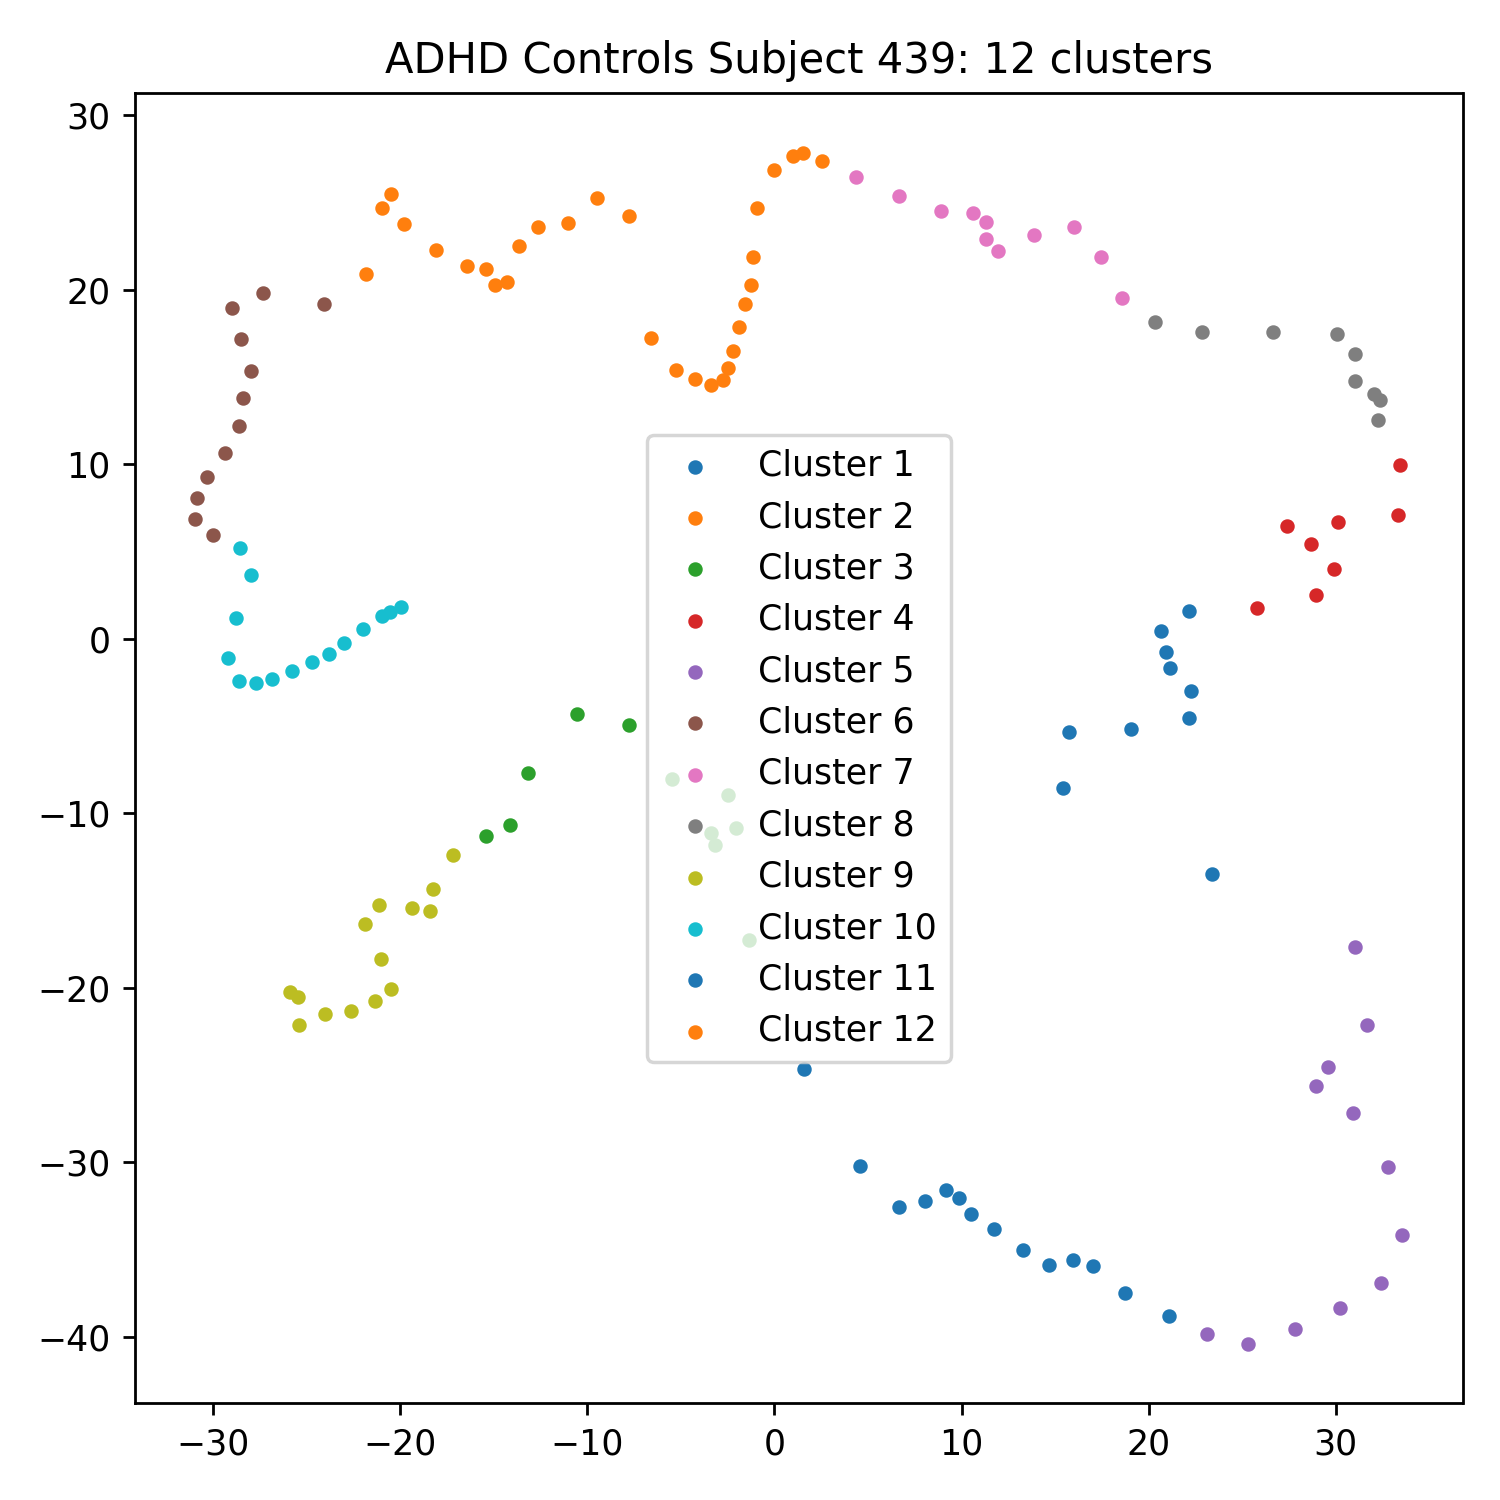 ADHD Controls Subject 439: 12 clusters
30
20
10
0
−10
−20
−30
−40
Cluster 1
Cluster 2
Cluster 3
Cluster 4
Cluster 5
Cluster 6
Cluster 7
Cluster 8
Cluster 9
Cluster 10
Cluster 11
Cluster 12
−30 −20 −10 0 10 20 30